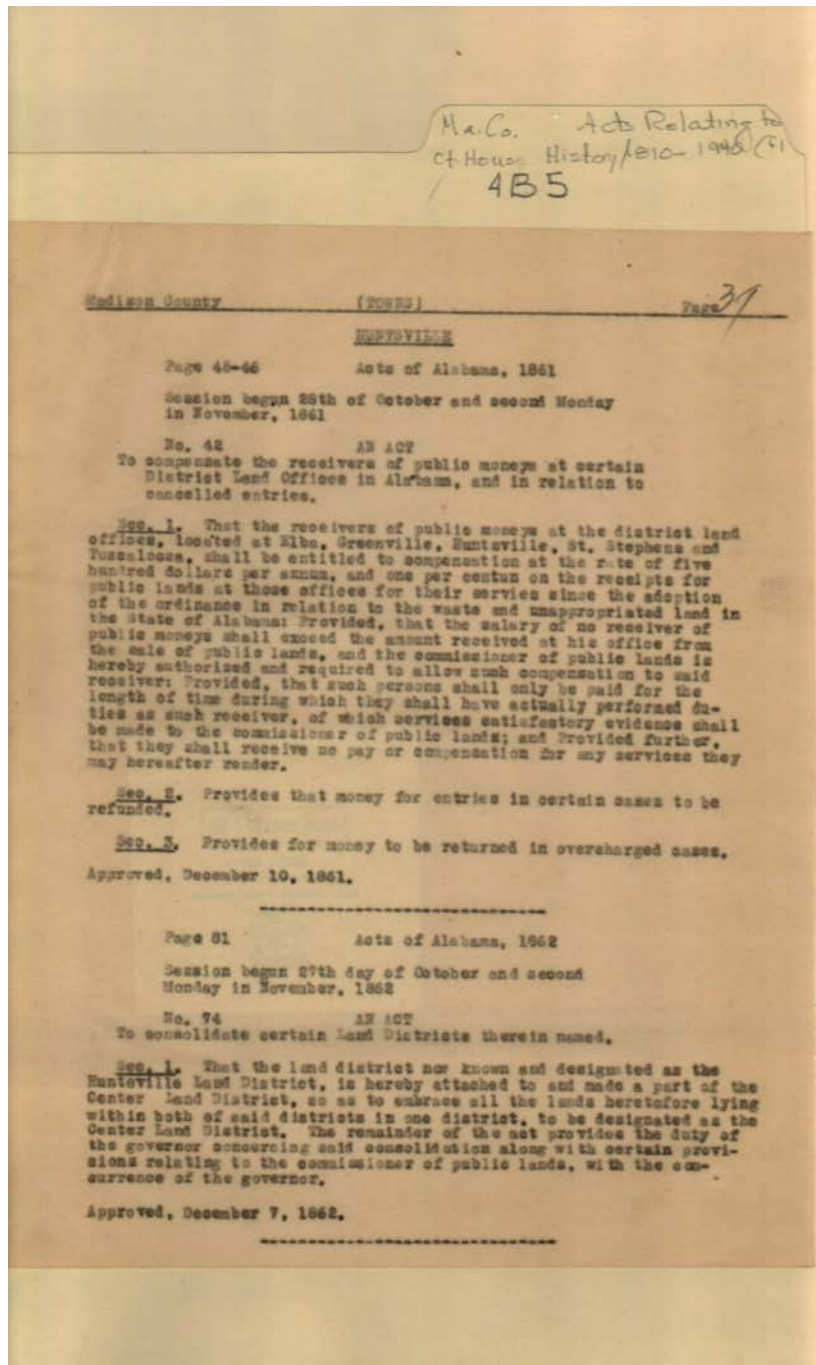 Ma. Co. Acts Relating to
Ct. House History 1810-1940
4B5
Madison County (TOWNS) Page 37
HUNTSVILLE
Page 45-46 Acts of Alabama, 1861
Session begun 28th of October and second Monday
in November, 1861
No. 42 AN ACT
To compensate the receivers of public moneys at certain
District Land Offices in Alabama, and in relation to
cancelled entries.
Sec. 1. That the receivers of public moneys at the district land
offices, located at Elba, Greenville, Huntsville, St. Stephens and
Tuscaloosa, shall be entitled to compensation at the rate of five
hundred dollars per annum, and one per centum on the receipts for
public lands at those offices for their servies since the adoption
of the ordinance in relation to the waste and unappropriated land in
the State of Alabama: Provided, that the salary of no receiver of
public moneys shall exceed the amount received at his office from
the sale of public lands, and the commissioner of public lands is
hereby authorized and required to allow such compensation to said
receiver: Provided, that such persons shall only be paid for the
length of time during which they shall have actually performed du-
ties as such receiver, of which services satisfactory evidence shall
be made to the commissioner of public lands; and Provided further,
that they shall receive no pay or compensation for any services they
may hereafter render.
Sec. 2. Provides that money for entries in certain cases to be
refunded.
Sec. 3. Provides for money to be returned in overcharged cases.
Approved, December 10, 1861.
Page 81 Acts of Alabama, 1862
Session begun 27th day of October and second
Monday in November, 1862
No. 74 AN ACT
To consolidate certain Land Districts therein named.
Sec. 1. That the land district now known and designated as the
Huntsville Land District, is hereby attached to and made a part of the
Center Land District, so as to embrace all the lands heretofore lying
within both of said districts in one district, to be designated as the
Center Land District. The remainder of the act provides the duty of
the governor concerning said consolidation along with certain provi-
sions relating to the commissioner of public lands, with the con-
currence of the governor.
Approved, December 7, 1862.